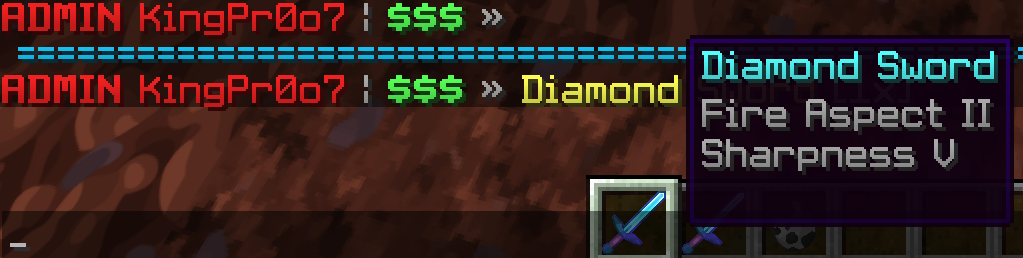 ADMIN KingPr0o7 ¦ $$$ »
==================================
ADMIN KingPr0o7 ¦ $$$ » Diamond
Diamond Sword
Fire Aspect II
Sharpness V
_